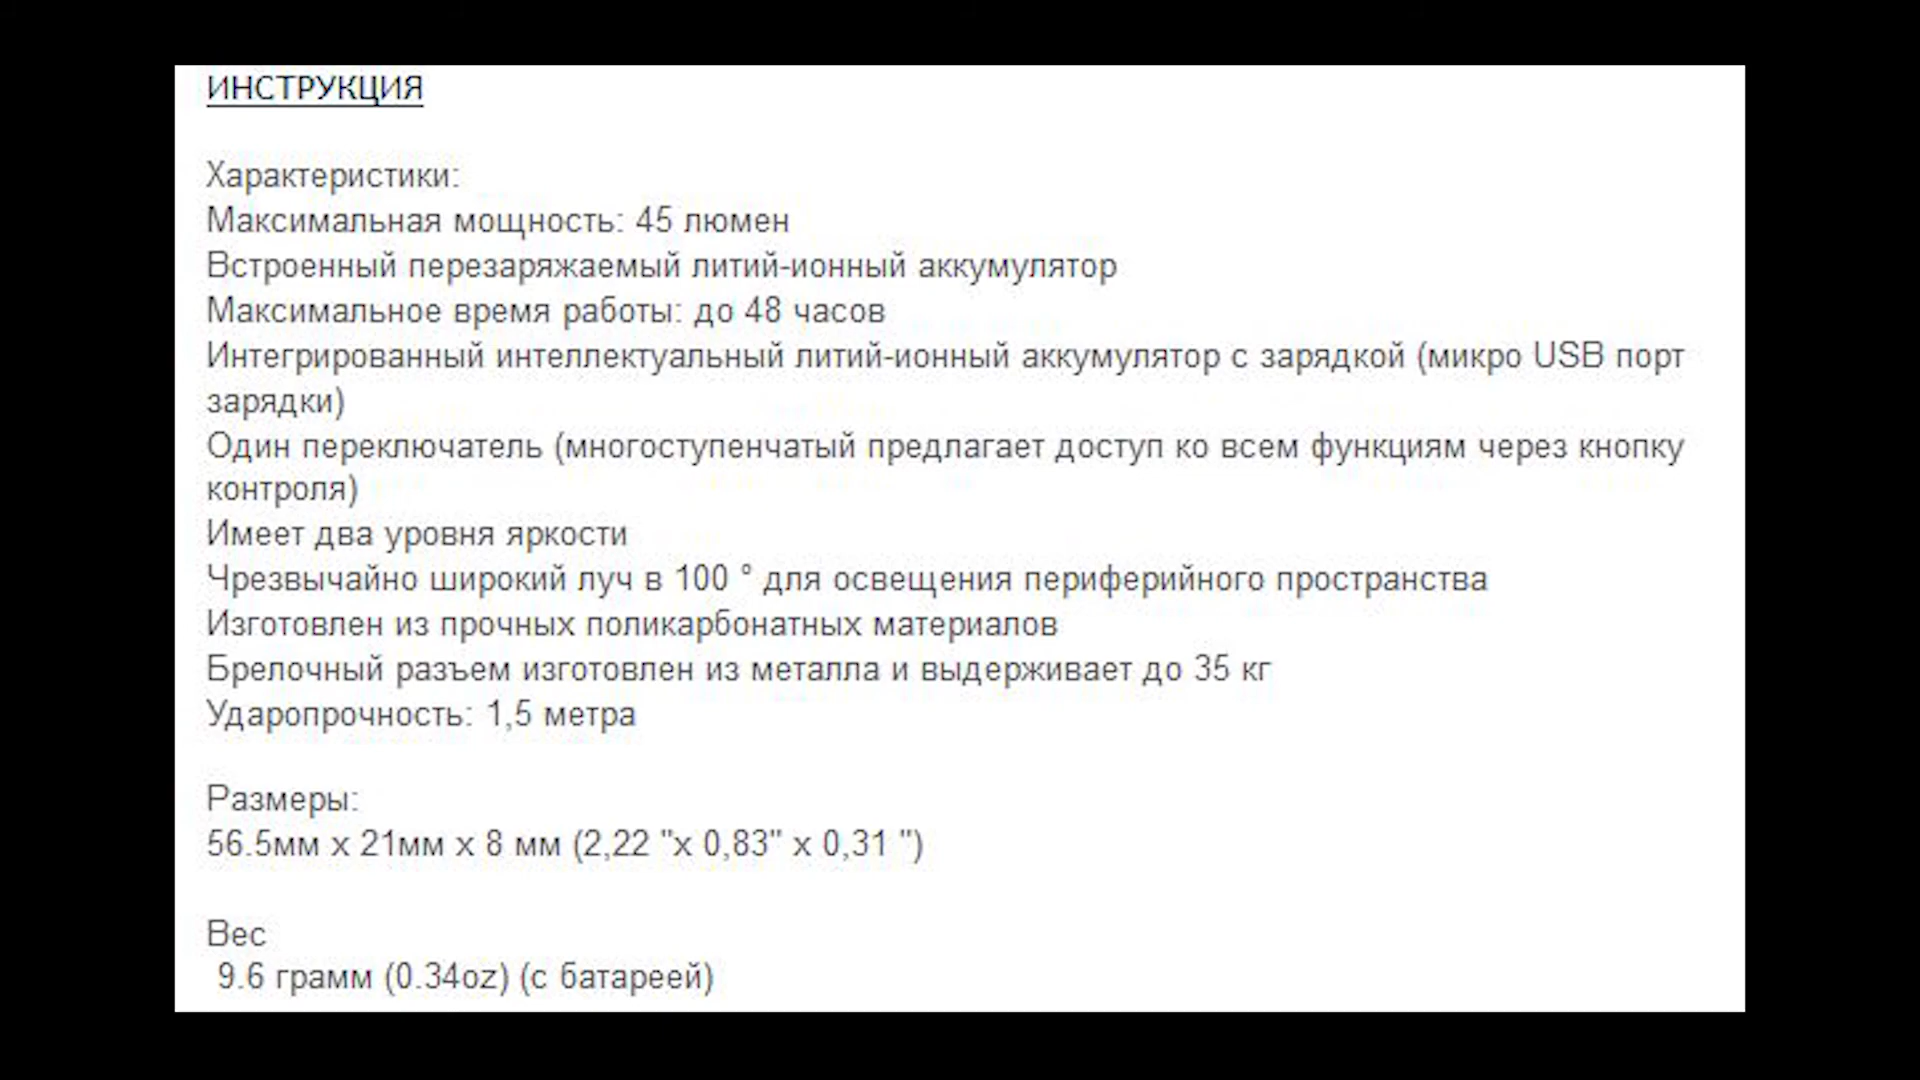 ИНСТРУКЦИЯ
Характеристики:
Максимальная мощность: 45 люмен
Встроенный перезаряжаемый литий-ионный аккумулятор
Максимальное время работы: до 48 часов
Интегрированный интеллектуальный литий-ионный аккумулятор с зарядкой (микро USB порт
зарядки)
Один переключатель (многоступенчатый предлагает доступ ко всем функциям через кнопку
контроля)
Имеет два уровня яркости
Чрезвычайно широкий луч в 100 ° для освещения периферийного пространства
Изготовлен из прочных поликарбонатных материалов
Брелочный разъем изготовлен из металла и выдерживает до 35 кг
Ударопрочность: 1,5 метра
Размеры:
56.5мм x 21мм x 8 мм (2,22 "x 0,83" x 0,31 ")
Вес
9.6 грамм (0.34oz) (с батареей)